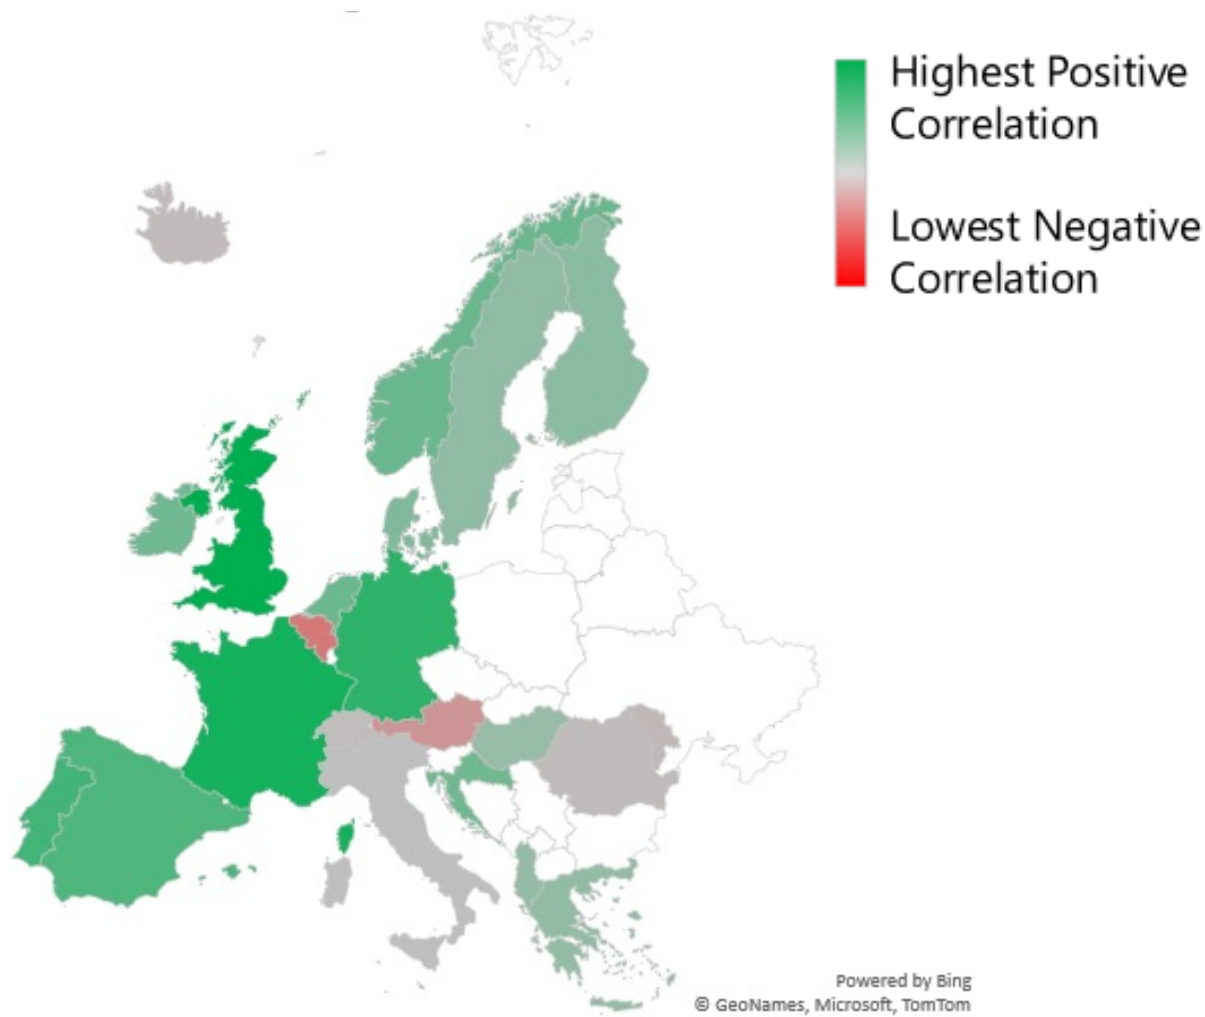 Highest Positive
Correlation
Lowest Negative
Correlation
Powered by Bing
© GeoNames, Microsoft, TomTom